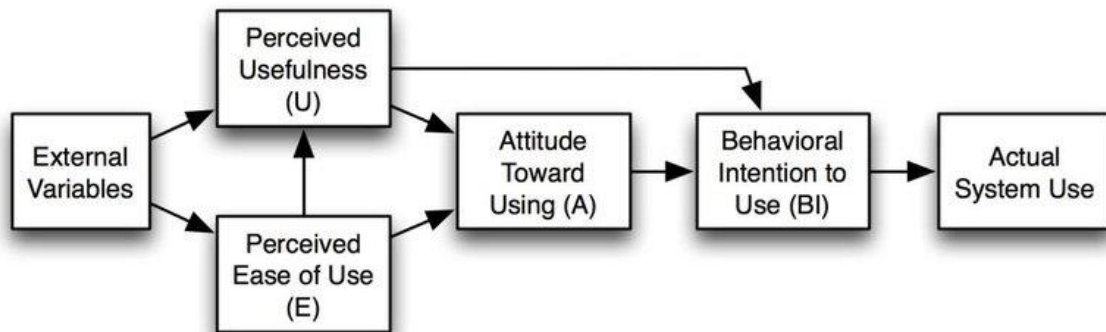 Perceived
Usefulness
(U)
External
Variables
Perceived
Ease of Use
(E)
Attitude
Toward
Using (A)
Behavioral
Intention to
Use (BI)
Actual
System Use